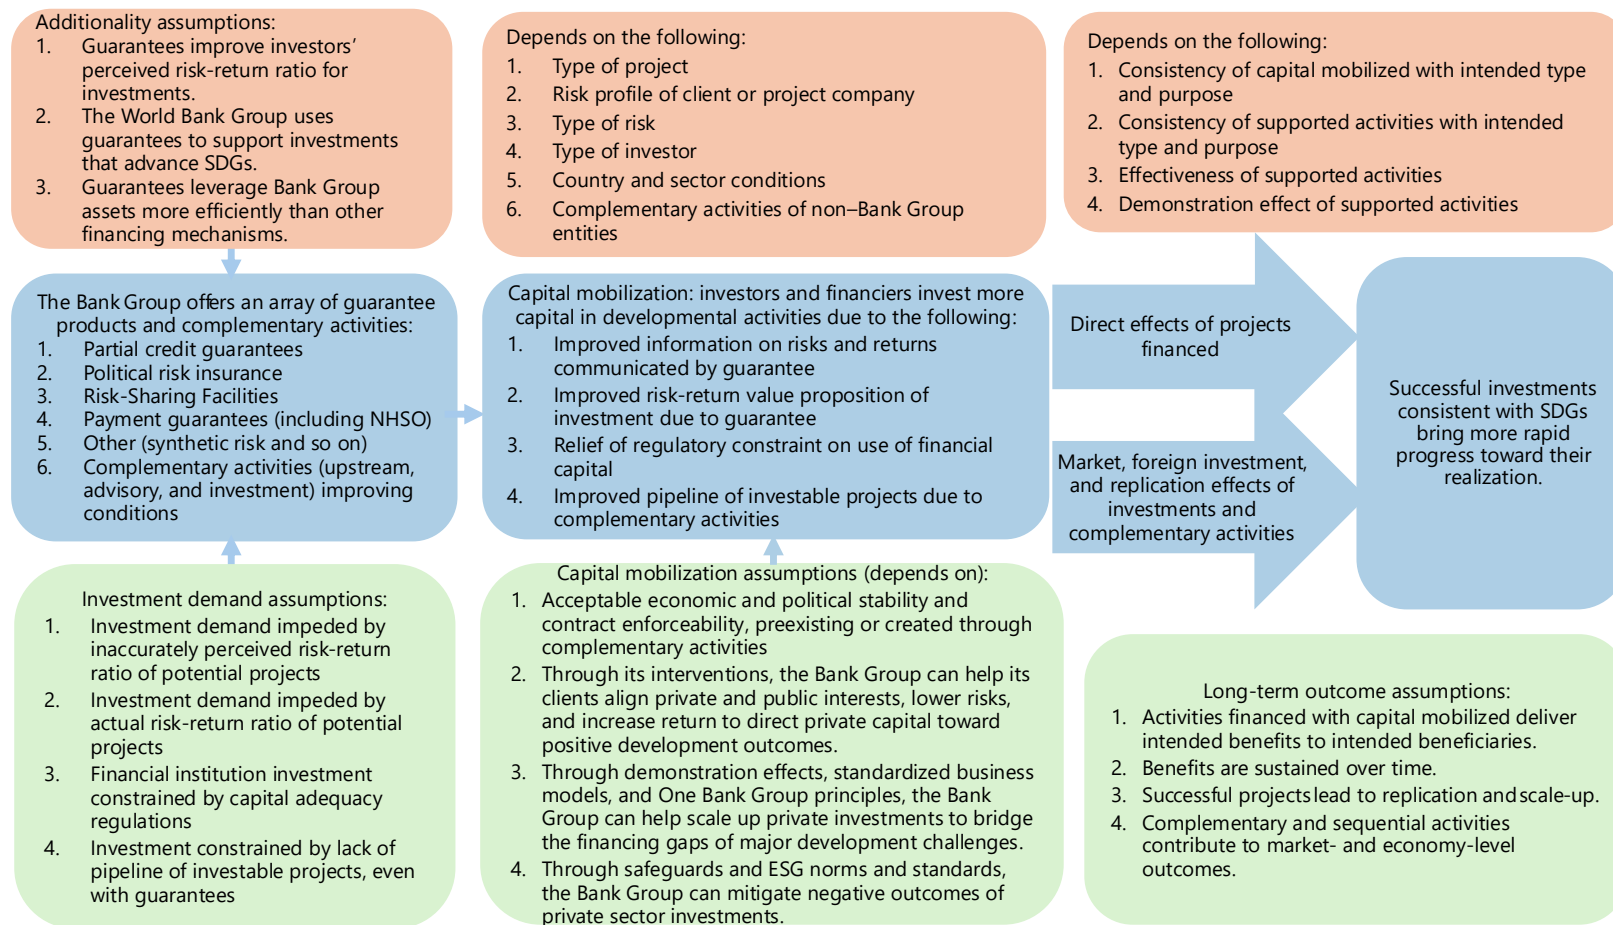 Additionality assumptions:
1. Guarantees improve investors’
perceived risk-return ratio for
investments.
2. The World Bank Group uses
guarantees to support investments
that advance SDGs.
3. Guarantees leverage Bank Group
assets more efficiently than other
financing mechanisms.
Depends on the following:
1. Type of project
2. Risk profile of client or project company
3. Type of risk
4. Type of investor
5. Country and sector conditions
6. Complementary activities of non–Bank Group
entities
Depends on the following:
1. Consistency of capital mobilized with intended type
and purpose
2. Consistency of supported activities with intended
type and purpose
3. Effectiveness of supported activities
4. Demonstration effect of supported activities
The Bank Group offers an array of guarantee
products and complementary activities:
1. Partial credit guarantees
2. Political risk insurance
3. Risk-Sharing Facilities
4. Payment guarantees (including NHSO)
5. Other (synthetic risk and so on)
6. Complementary activities (upstream,
advisory, and investment) improving
conditions
Capital mobilization: investors and financiers invest more
capital in developmental activities due to the following:
1. Improved information on risks and returns
communicated by guarantee
2. Improved risk-return value proposition of
investment due to guarantee
3. Relief of regulatory constraint on use of financial
capital
4. Improved pipeline of investable projects due to
complementary activities
Direct effects of projects
financed
Market, foreign investment,
and replication effects of
investments and
complementary activities
Successful investments
consistent with SDGs
bring more rapid
progress toward their
realization.
Investment demand assumptions:
1. Investment demand impeded by
inaccurately perceived risk-return
ratio of potential projects
2. Investment demand impeded by
actual risk-return ratio of potential
projects
3. Financial institution investment
constrained by capital adequacy
regulations
4. Investment constrained by lack of
pipeline of investable projects, even
with guarantees
Capital mobilization assumptions (depends on):
1. Acceptable economic and political stability and
contract enforceability, preexisting or created through
complementary activities
2. Through its interventions, the Bank Group can help its
clients align private and public interests, lower risks,
and increase return to direct private capital toward
positive development outcomes.
3. Through demonstration effects, standardized business
models, and One Bank Group principles, the Bank
Group can help scale up private investments to bridge
the financing gaps of major development challenges.
4. Through safeguards and ESG norms and standards,
the Bank Group can mitigate negative outcomes of
private sector investments.
Long-term outcome assumptions:
1. Activities financed with capital mobilized deliver
intended benefits to intended beneficiaries.
2. Benefits are sustained over time.
3. Successful projects lead to replication and scale-up.
4. Complementary and sequential activities
contribute to market- and economy-level
outcomes.